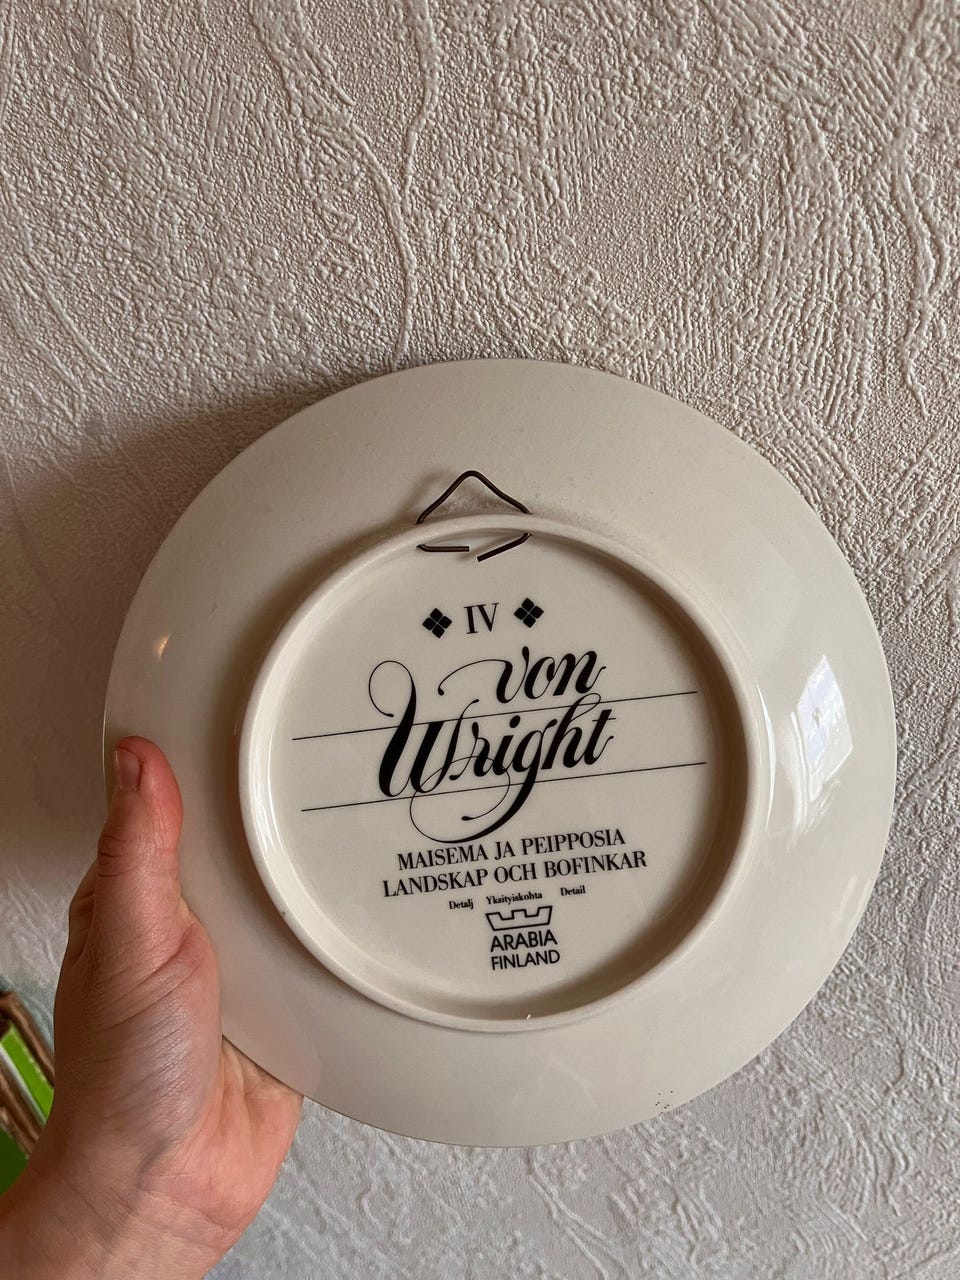 IV
von
Wright
MAISEMA JA PEIPPOSIA
LANDSKAP OCH BOFINKAR
Detalj Yksityiskohta Detail
ARABIA
FINLAND